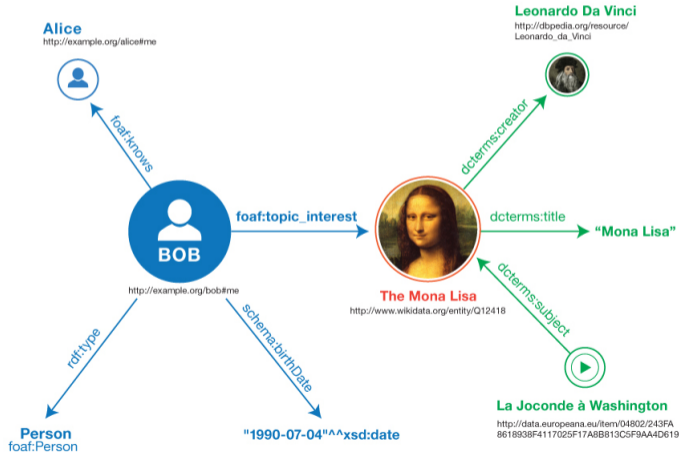 Alice
http://example.org/alice#me
Leonardo Da Vinci
http://dbpedia.org/resource/
Leonardo_da_Vinci
foaf:knows
dcterms:creator
BOB
http://example.org/bob#me
foaf:topic_interest
dcterms:title
“Mona Lisa”
The Mona Lisa
http://www.wikidata.org/entity/Q12418
dcterms:subject
rdf:type
schema:birthDate
La Joconde à Washington
http://data.europeana.eu/item/04802/243FA
8618938F4117025F17A8B813C5F9AA4D619
Person
foaf:Person
"1990-07-04"^^xsd:date